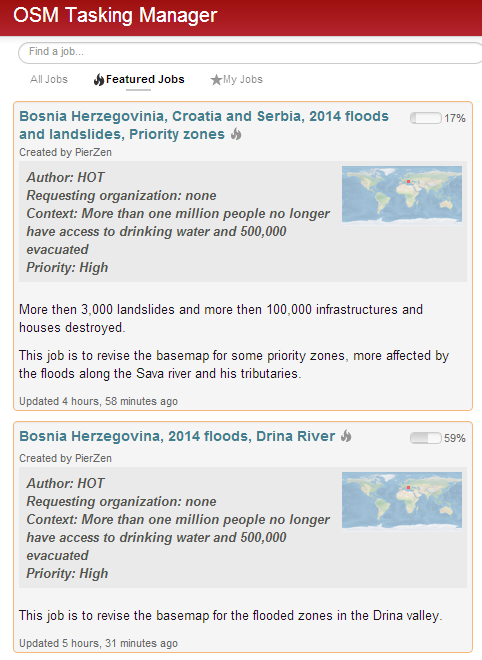 OSM Tasking Manager
Find a job...
All Jobs Featured Jobs My Jobs
Bosnia Herzegovinia, Croatia and Serbia, 2014 floods
and landslides, Priority zones
17%
Created by PierZen
Author: HOT
Requesting organization: none
Context: More than one million people no longer
have access to drinking water and 500,000
evacuated
Priority: High
More then 3,000 landslides and more then 100,000 infrastructures and
houses destroyed.
This job is to revise the basemap for some priority zones, more affected by
the floods along the Sava river and his tributaries.
Updated 4 hours, 58 minutes ago
Bosnia Herzegovina, 2014 floods, Drina River
59%
Created by PierZen
Author: HOT
Requesting organization: none
Context: More than one million people no longer
have access to drinking water and 500,000
evacuated
Priority: High
This job is to revise the basemap for the flooded zones in the Drina valley.
Updated 5 hours, 31 minutes ago